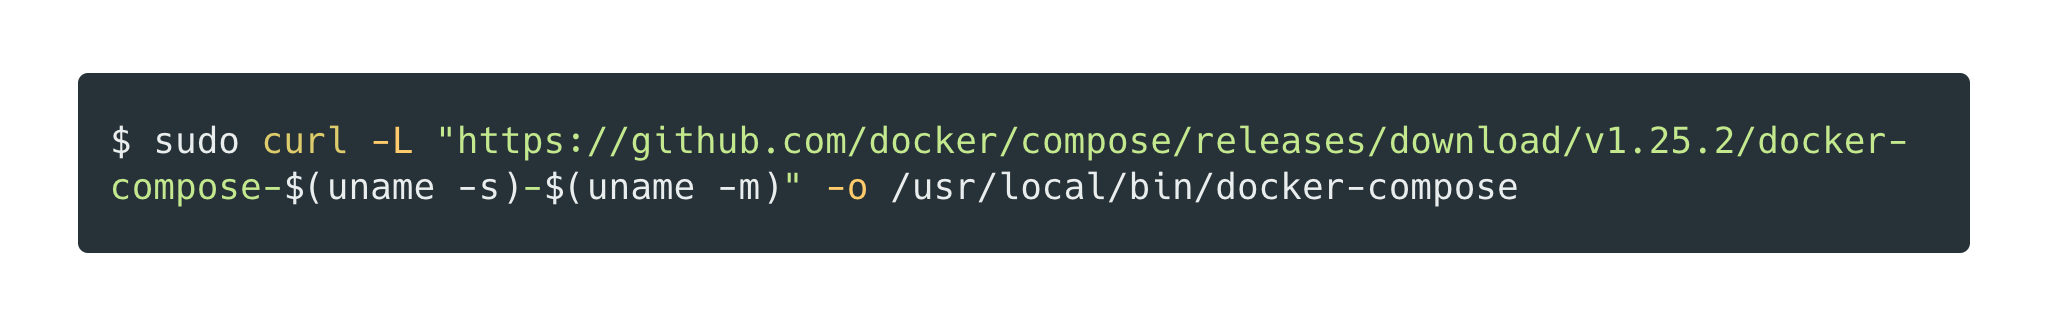 $ sudo curl -L "https://github.com/docker/compose/releases/download/v1.25.2/docker-
compose-$(uname -s)-$(uname -m)" -o /usr/local/bin/docker-compose